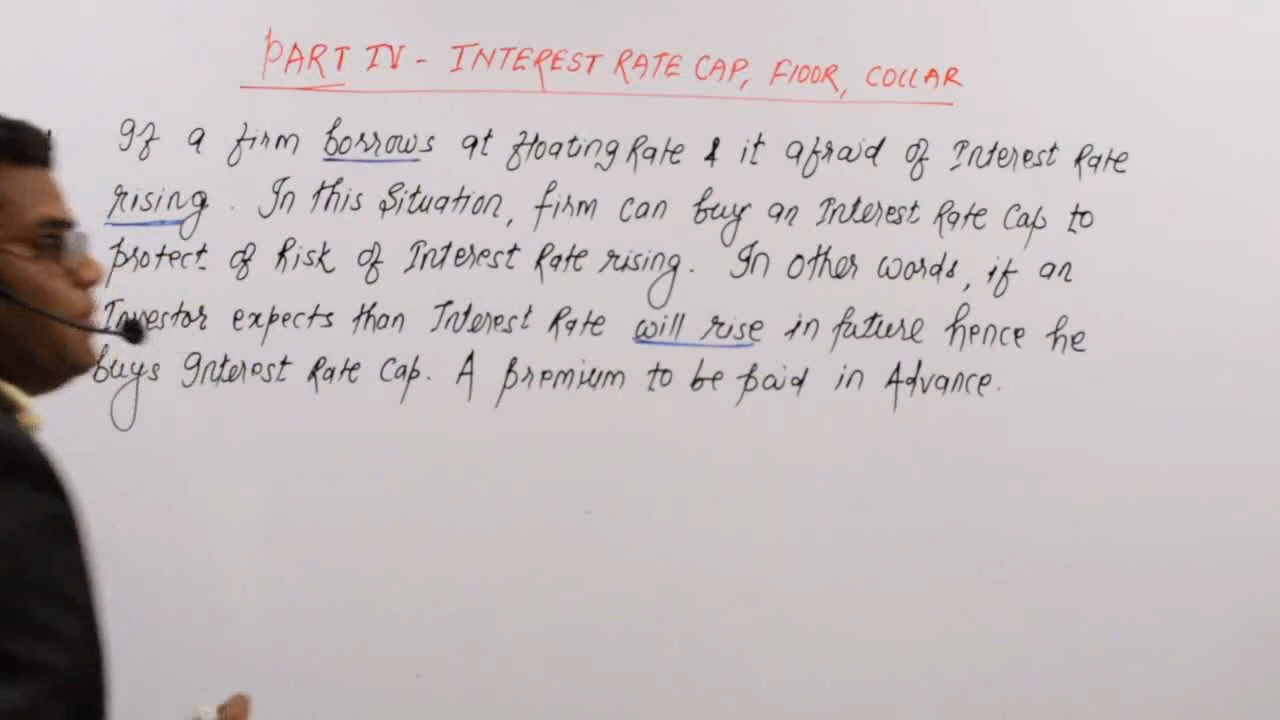 PART IV - INTEREST RATE CAP, FLOOR, COLLAR
If a firm borrows at floating Rate & it afraid of Interest Rate
rising. In this Situation, firm can buy an Interest Rate Cap to
protect of Risk of Interest Rate rising. In other words, if an
Investor expects than Interest Rate will rise in future hence he
buys Interest Rate Cap. A premium to be paid in Advance.